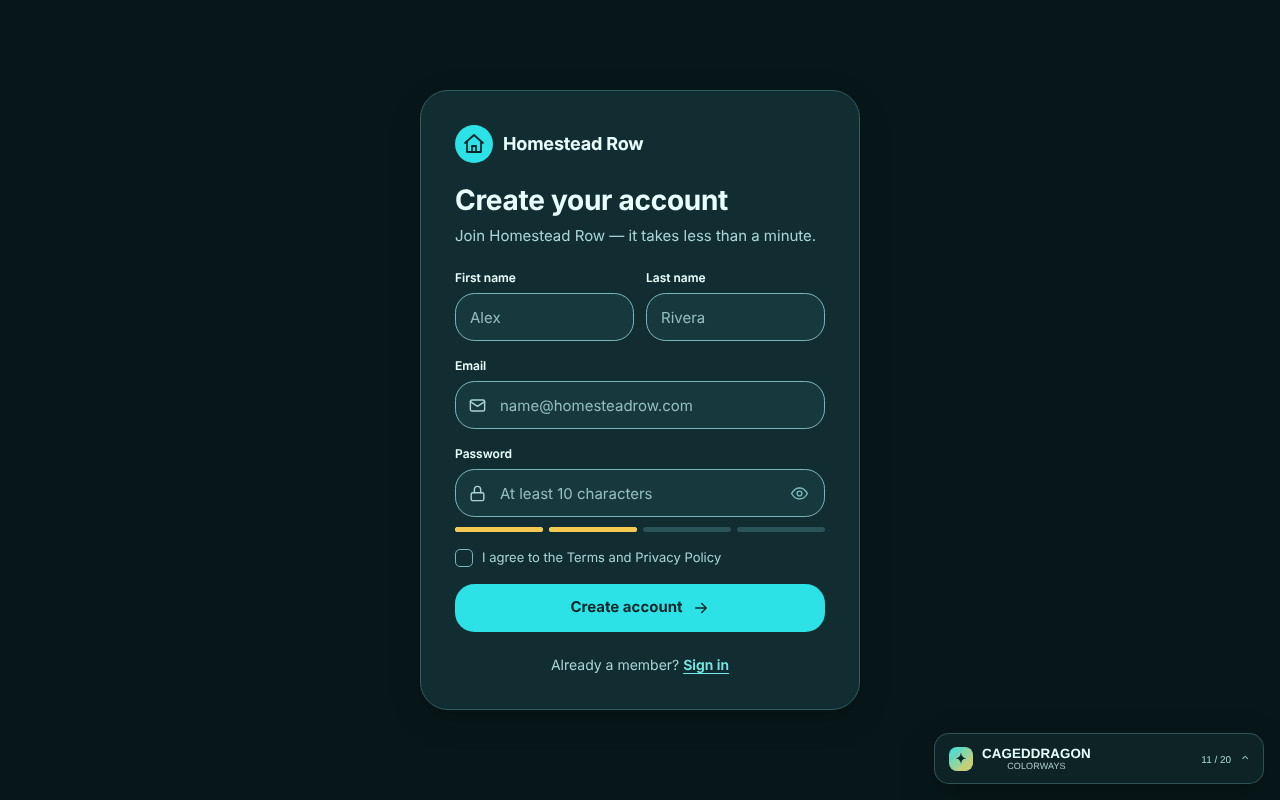 Homestead Row
Create your account
Join Homestead Row — it takes less than a minute.
First name
Last name
Alex
Rivera
Email
name@homesteadrow.com
Password
At least 10 characters
I agree to the Terms and Privacy Policy
Create account →
Already a member? Sign in
CAGEDDRAGON
COLORWAYS
11 / 20